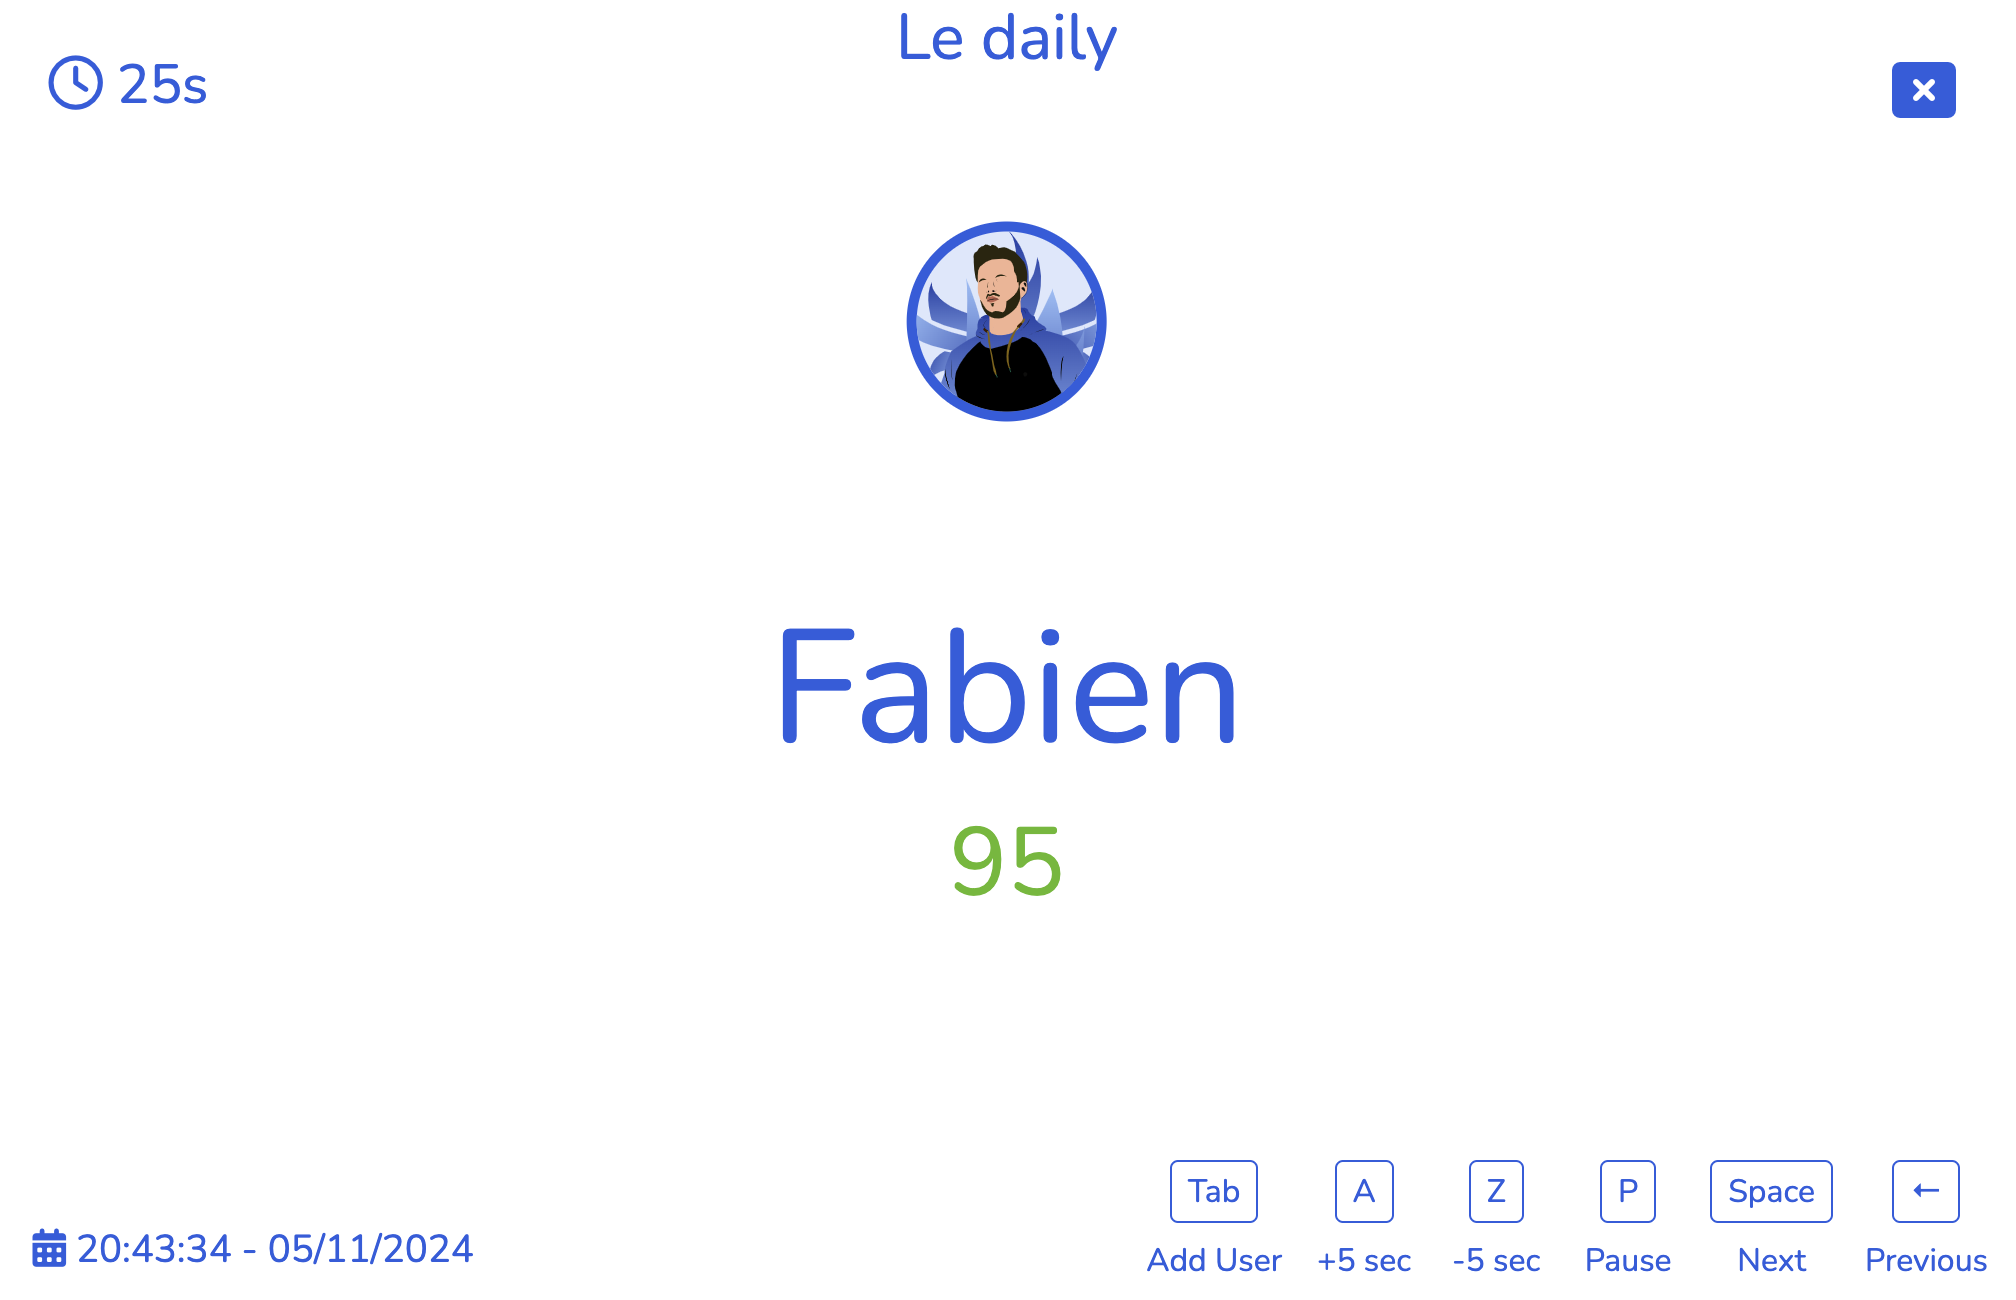 Le daily
25s
Fabien
95
Tab A Z P Space ←
Add User +5 sec -5 sec Pause Next Previous
20:43:34 - 05/11/2024